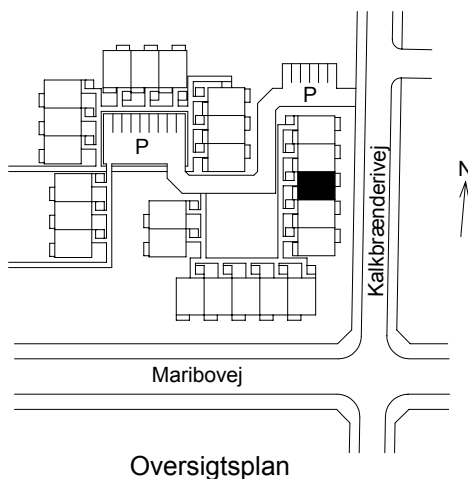 P
P
N
Kalkbrænderivej
Maribovej
Oversigtsplan